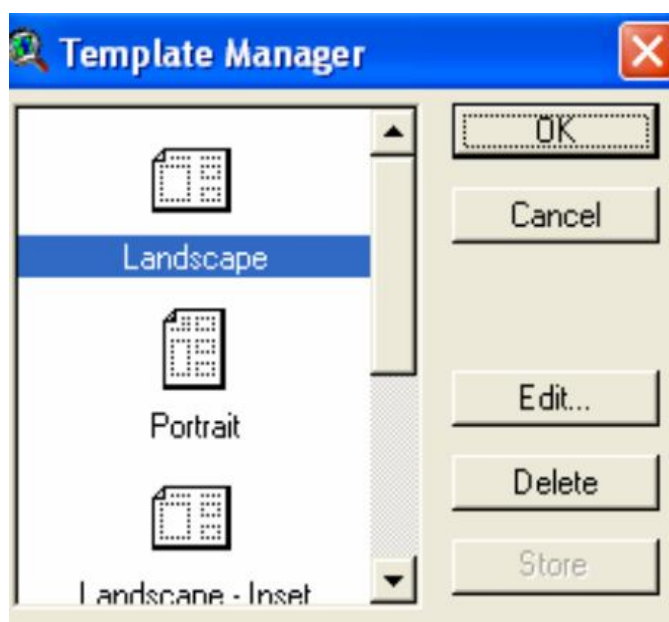 Template Manager
OK
Landscape
Cancel
Portrait
Edit...
Delete
Landscape - Inset
Store